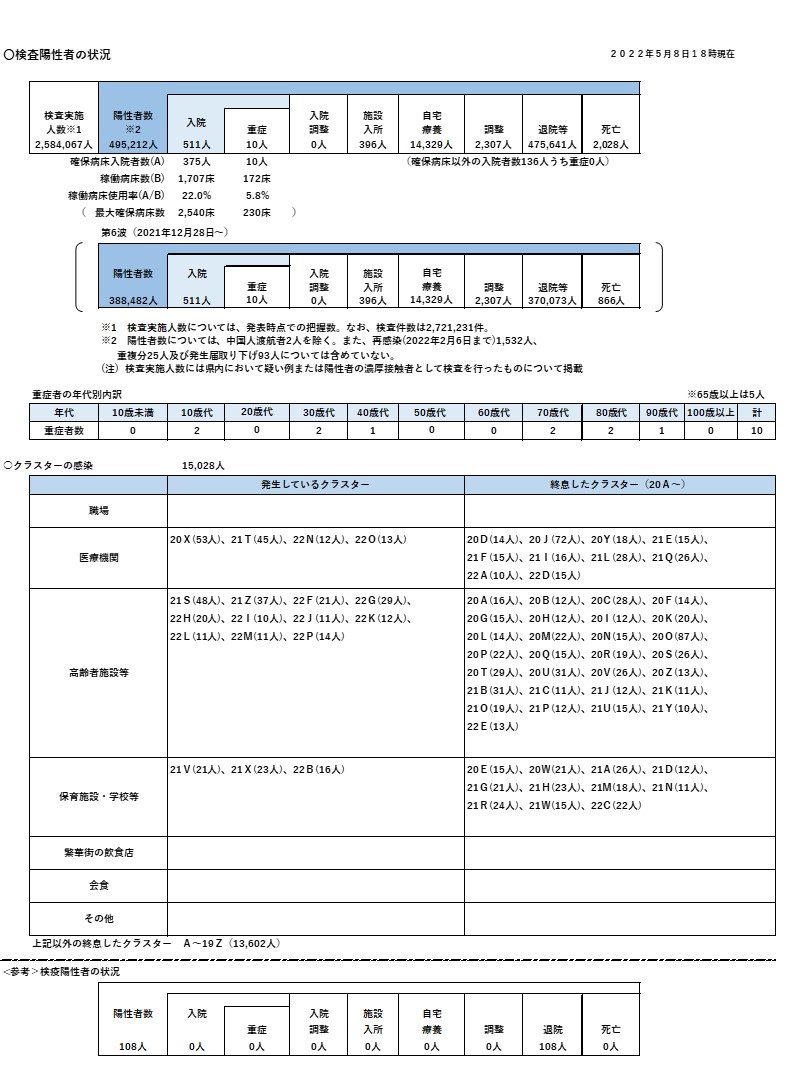 〇検査陽性者の状況
２０２２年５月８日１８時現在
検査実施 陽性者数 入院 入院 施設 自宅
人数※1 ※2 重症 調整 入所 療養 調整 退院等 死亡
2,584,067人 495,212人 511人 10人 0人 396人 14,329人 2,307人 475,641人 2,028人
確保病床入院者数(A) 375人 10人 （確保病床以外の入院者数136人うち重症0人）
稼働病床数(B) 1,707床 172床
稼働病床使用率(A/B) 22.0% 5.8%
（ 最大確保病床数 2,540床 230床 ）
第6波（2021年12月28日～）
陽性者数 入院 入院 施設 自宅
重症 調整 入所 療養 調整 退院等 死亡
388,482人 511人 10人 0人 396人 14,329人 2,307人 370,073人 866人
※1 検査実施人数については、発表時点での把握数。なお、検査件数は2,721,231件。
※2 陽性者数については、中国人渡航者2人を除く。また、再感染(2022年2月6日まで)1,532人、
重複分25人及び発生届取り下げ93人については含めていない。
(注) 検査実施人数には県内において疑い例または陽性者の濃厚接触者として検査を行ったものについて掲載
重症者の年代別内訳 ※65歳以上は5人
年代 10歳未満 10歳代 20歳代 30歳代 40歳代 50歳代 60歳代 70歳代 80歳代 90歳代 100歳以上 計
重症者数 0 2 0 2 1 0 0 2 2 1 0 10
〇クラスターの感染 15,028人
発生しているクラスター 終息したクラスター（20Ａ～）
職場
医療機関
20Ｘ(53人)、21Ｔ(45人)、22Ｎ(12人)、22Ｏ(13人)
20Ｄ(14人)、20Ｊ(72人)、20Ｙ(18人)、21Ｅ(15人)、
21Ｆ(15人)、21Ｉ(16人)、21Ｌ(28人)、21Ｑ(26人)、
22Ａ(10人)、22Ｄ(15人)
高齢者施設等
21Ｓ(48人)、21Ｚ(37人)、22Ｆ(21人)、22Ｇ(29人)、
22Ｈ(20人)、22Ｉ(10人)、22Ｊ(11人)、22Ｋ(12人)、
22Ｌ(11人)、22Ｍ(11人)、22Ｐ(14人)
20Ａ(16人)、20Ｂ(12人)、20Ｃ(28人)、20Ｆ(14人)、
20Ｇ(15人)、20Ｈ(12人)、20Ｉ(12人)、20Ｋ(20人)、
20Ｌ(14人)、20Ｍ(22人)、20Ｎ(15人)、20Ｏ(87人)、
20Ｐ(22人)、20Ｑ(15人)、20Ｒ(19人)、20Ｓ(26人)、
20Ｔ(29人)、20Ｕ(31人)、20Ｖ(26人)、20Ｚ(13人)、
21Ｂ(31人)、21Ｃ(11人)、21Ｊ(12人)、21Ｋ(11人)、
21Ｏ(19人)、21Ｐ(12人)、21Ｕ(15人)、21Ｙ(10人)、
22Ｅ(13人)
保育施設・学校等
21Ｖ(21人)、21Ｘ(23人)、22Ｂ(16人)
20Ｅ(15人)、20Ｗ(21人)、21Ａ(26人)、21Ｄ(12人)、
21Ｇ(21人)、21Ｈ(23人)、21Ｍ(18人)、21Ｎ(11人)、
21Ｒ(24人)、21Ｗ(15人)、22Ｃ(22人)
繁華街の飲食店
会食
その他
上記以外の終息したクラスター Ａ～19Ｚ（13,602人）
<参考＞検疫陽性者の状況
陽性者数 入院 入院 施設 自宅
重症 調整 入所 療養 調整 退院 死亡
108人 0人 0人 0人 0人 0人 0人 108人 0人